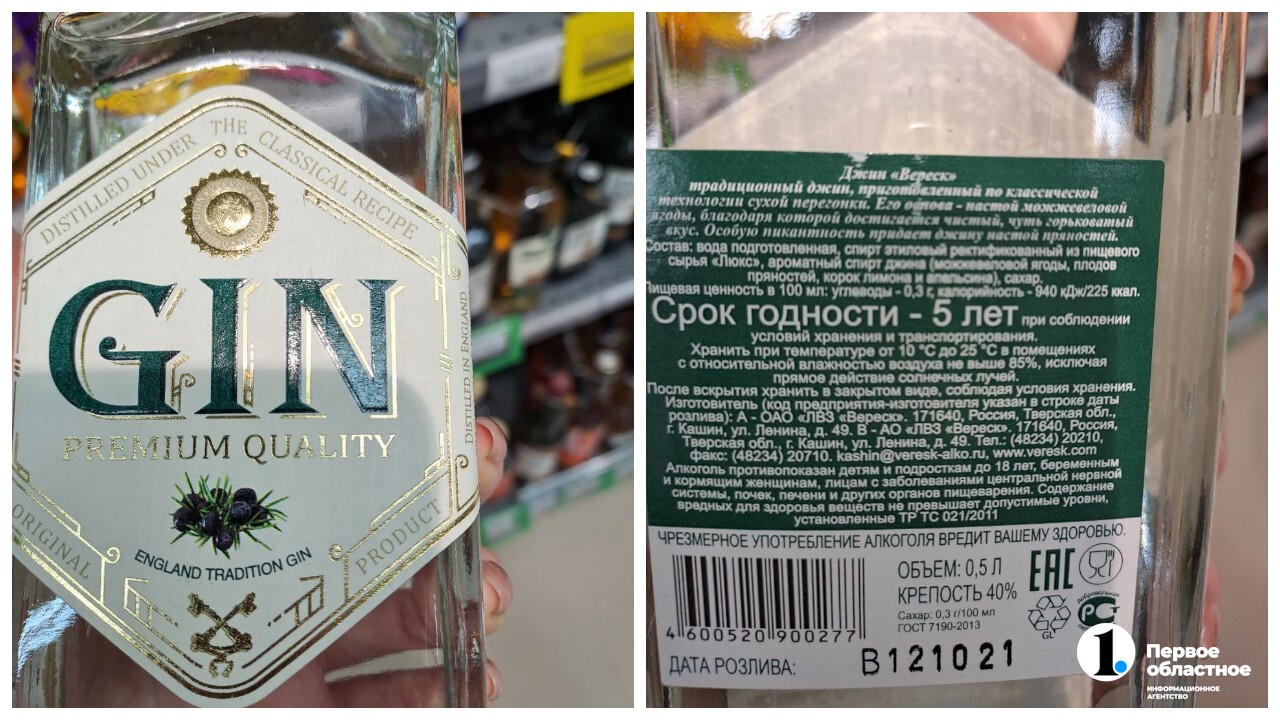 DISTILLED UNDER THE CLASSICAL RECIPE
GIN
DISTILLED IN ENGLAND
PREMIUM QUALITY
ENGLAND TRADITION GIN
ORIGINAL
PRODUCT
Джин «Вереск»
традиционный джин, приготовленный по классической
технологии сухой перегонки. Его основа - настой можжевеловой
ягоды, благодаря которой достигается чистый, чуть горьковатый
вкус. Особую пикантность придает джину настой пряностей.
Состав: вода подготовленная, спирт этиловый ректификованный из пищевого
сырья «Люкс», ароматный спирт джина (можжевеловой ягоды, плодов
пряностей, корок лимона и апельсина), сахар.
Пищевая ценность в 100 мл: углеводы - 0,3 г, калорийность - 940 кДж/225 ккал.
Срок годности - 5 лет при соблюдении
условий хранения и транспортирования.
Хранить при температуре от 10 °С до 25 °С в помещениях
с относительной влажностью воздуха не выше 85%, исключая
прямое действие солнечных лучей.
После вскрытия хранить в закрытом виде, соблюдая условия хранения.
Изготовитель (код предприятия-изготовителя указан в строке даты
розлива): А - ОАО «ЛВЗ «Вереск». 171640, Россия, Тверская обл.,
г. Кашин, ул. Ленина, д. 49. В - АО «ЛВЗ «Вереск». 171640, Россия,
Тверская обл., г. Кашин, ул. Ленина, д. 49. Тел.: (48234) 20210,
факс: (48234) 20710. kashin@veresk-alko.ru, www.veresk.com
Алкоголь противопоказан детям и подросткам до 18 лет, беременным
и кормящим женщинам, лицам с заболеваниями центральной нервной
системы, почек, печени и других органов пищеварения. Содержание
вредных для здоровья веществ не превышает допустимые уровни,
установленные ТР ТС 021/2011
ЧРЕЗМЕРНОЕ УПОТРЕБЛЕНИЕ АЛКОГОЛЯ ВРЕДИТ ВАШЕМУ ЗДОРОВЬЮ.
ОБЪЕМ: 0,5 Л
КРЕПОСТЬ 40%
Сахар: 0,3 г/100 мл
ГОСТ 7190-2013
EAC
добровольная
GL
4 600520 900277
ДАТА РОЗЛИВА: В121021
1.
Первое
областное
ИНФОРМАЦИОННОЕ
АГЕНТСТВО